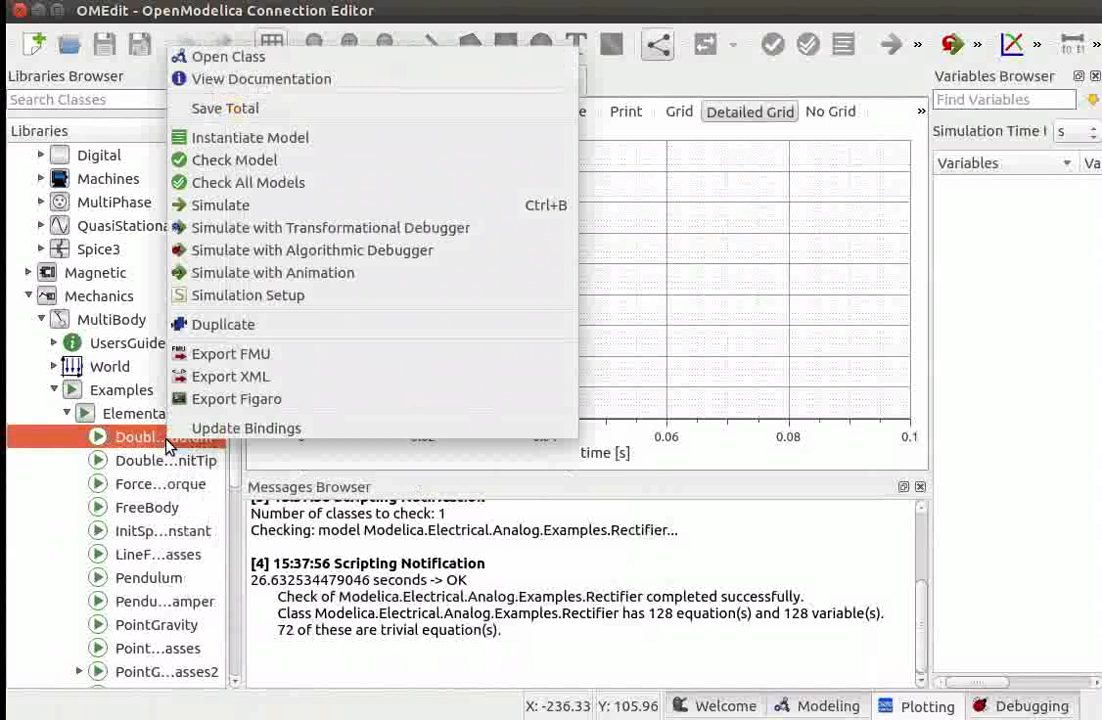 OMEdit - OpenModelica Connection Editor
Libraries Browser
Search Classes
Libraries
Digital
Machines
MultiPhase
QuasiStationa
Spice3
Magnetic
Mechanics
MultiBody
UsersGuide
World
Examples
Elementa
Doubl...
Double...nitTip
Force...orque
FreeBody
InitSp...nstant
LineF...asses
Pendulum
Pendu...amper
PointGravity
Point...asses
PointG...asses2
Open Class
View Documentation
Save Total
Instantiate Model
Check Model
Check All Models
Simulate Ctrl+B
Simulate with Transformational Debugger
Simulate with Algorithmic Debugger
Simulate with Animation
Simulation Setup
Duplicate
Export FMU
Export XML
Export Figaro
Update Bindings
Print Grid Detailed Grid No Grid »
0.06 0.08 0.1
time [s]
Messages Browser
Number of classes to check: 1
Checking: model Modelica.Electrical.Analog.Examples.Rectifier...
[4] 15:37:56 Scripting Notification
26.632534479046 seconds -> OK
Check of Modelica.Electrical.Analog.Examples.Rectifier completed successfully.
Class Modelica.Electrical.Analog.Examples.Rectifier has 128 equation(s) and 128 variable(s).
72 of these are trivial equation(s).
Variables Browser
Find Variables
Simulation Time s
Variables Va
X: -236.33 Y: 105.96 Welcome Modeling Plotting Debugging